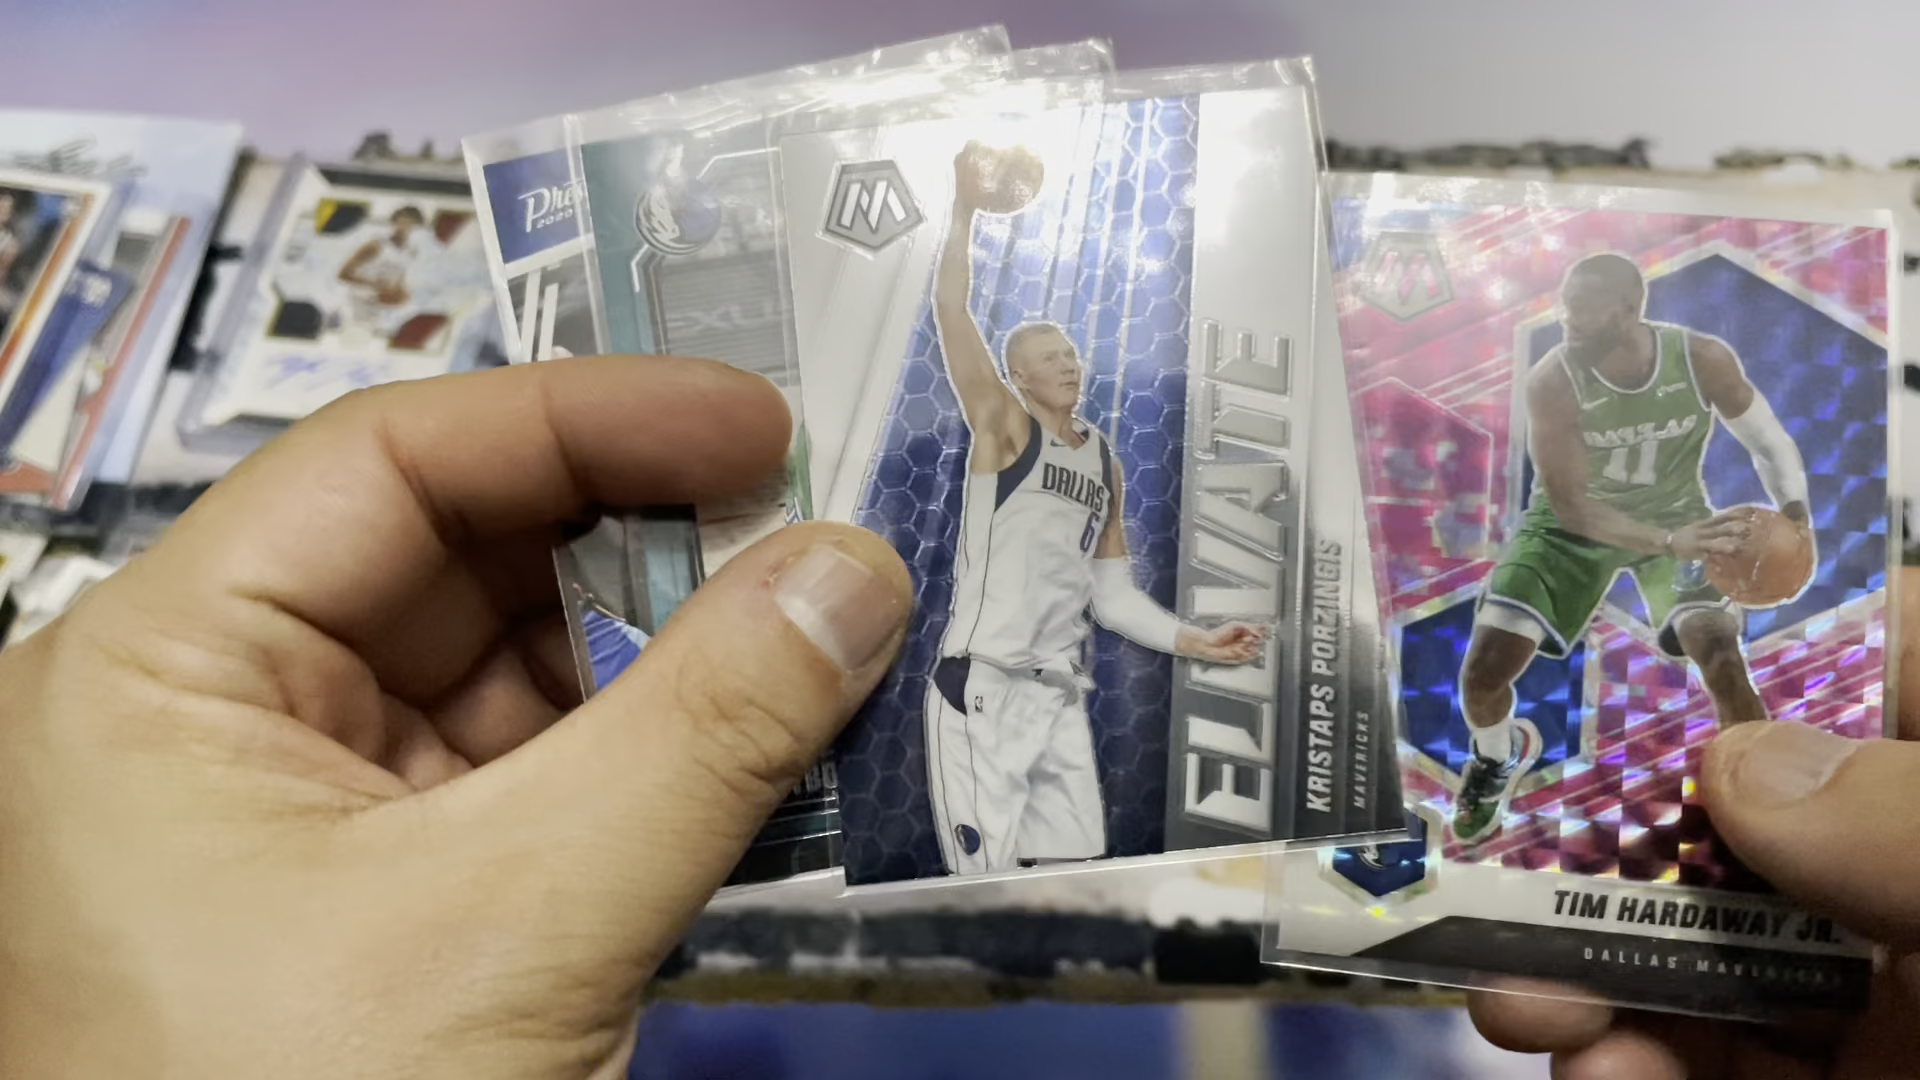 DALLAS
6
ELEVATE
KRISTAPS PORZINGIS
MAVERICKS
DALLAS
11
TIM HARDAWAY JR.
DALLAS MAVERICKS